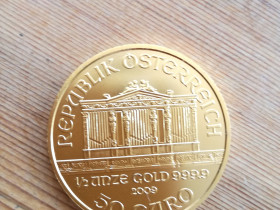 REPUBLIK ÖSTERREICH
1/2 UNZE GOLD 999.9
2009
50 EURO